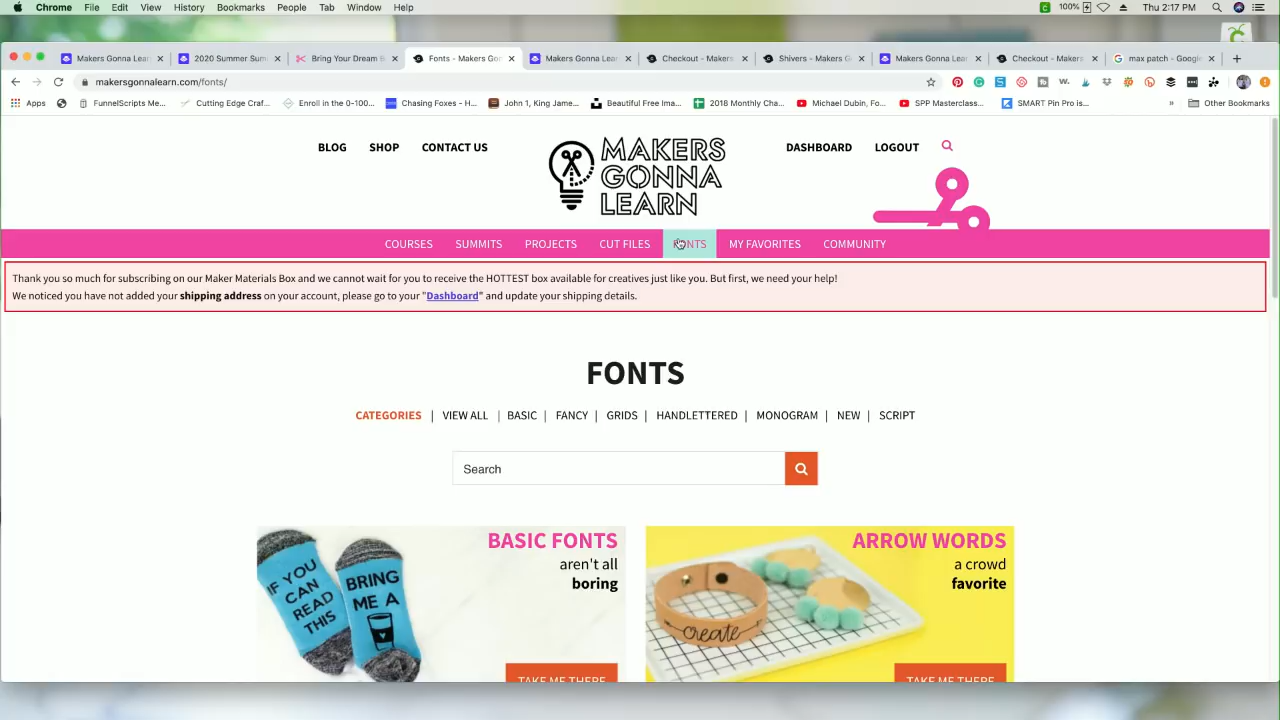 Chrome File Edit View History Bookmarks People Tab Window Help 100% Thu 2:17 PM
Makers Gonna Lear 2020 Summer Sum Bring Your Dream Fonts - Makers Gon Makers Gonna Lear Checkout - Makers Shivers - Makers G Makers Gonna Lear Checkout - Makers max patch - Google
makersgonnalearn.com/fonts/
Apps FunnelScripts Me... Cutting Edge Craf... Enroll in the 0-100... Chasing Foxes - H... John 1, King Jame... Beautiful Free Ima... 2018 Monthly Cha... Michael Dubin, Fo... SPP Masterclass... SMART Pin Pro is... » Other Bookmarks
BLOG SHOP CONTACT US
MAKERS
GONNA
LEARN
DASHBOARD LOGOUT
COURSES SUMMITS PROJECTS CUT FILES FONTS MY FAVORITES COMMUNITY
Thank you so much for subscribing on our Maker Materials Box and we cannot wait for you to receive the HOTTEST box available for creatives just like you. But first, we need your help!
We noticed you have not added your shipping address on your account, please go to your "Dashboard" and update your shipping details.
FONTS
CATEGORIES | VIEW ALL | BASIC | FANCY | GRIDS | HANDLETTERED | MONOGRAM | NEW | SCRIPT
Search
BASIC FONTS
aren't all
boring
IF YOU
CAN
READ
THIS
BRING
ME A
TAKE ME THERE
ARROW WORDS
a crowd
favorite
create
TAKE ME THERE